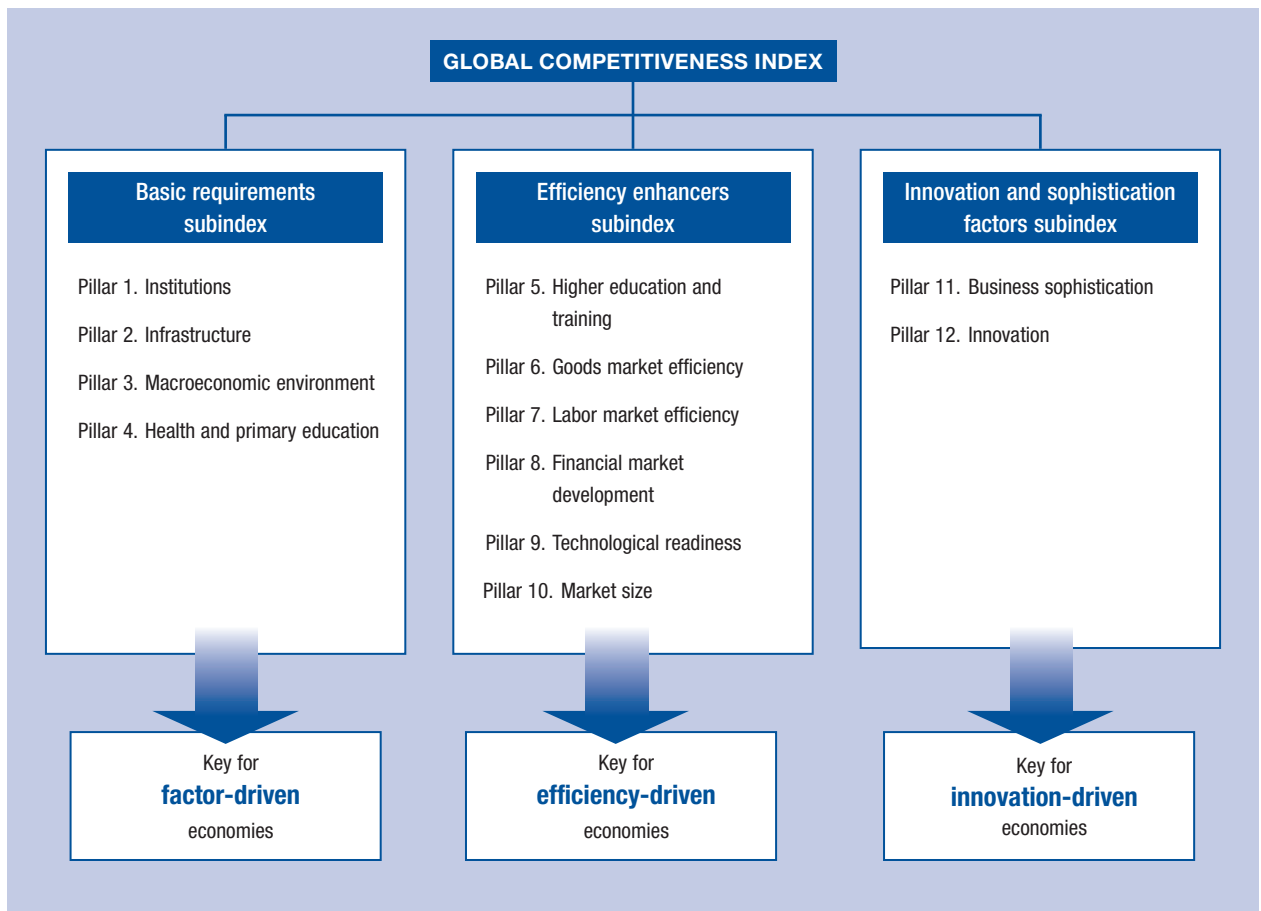 GLOBAL COMPETITIVENESS INDEX
Basic requirements
subindex
Pillar 1. Institutions
Pillar 2. Infrastructure
Pillar 3. Macroeconomic environment
Pillar 4. Health and primary education
Key for
factor-driven
economies
Efficiency enhancers
subindex
Pillar 5. Higher education and
training
Pillar 6. Goods market efficiency
Pillar 7. Labor market efficiency
Pillar 8. Financial market
development
Pillar 9. Technological readiness
Pillar 10. Market size
Key for
efficiency-driven
economies
Innovation and sophistication
factors subindex
Pillar 11. Business sophistication
Pillar 12. Innovation
Key for
innovation-driven
economies